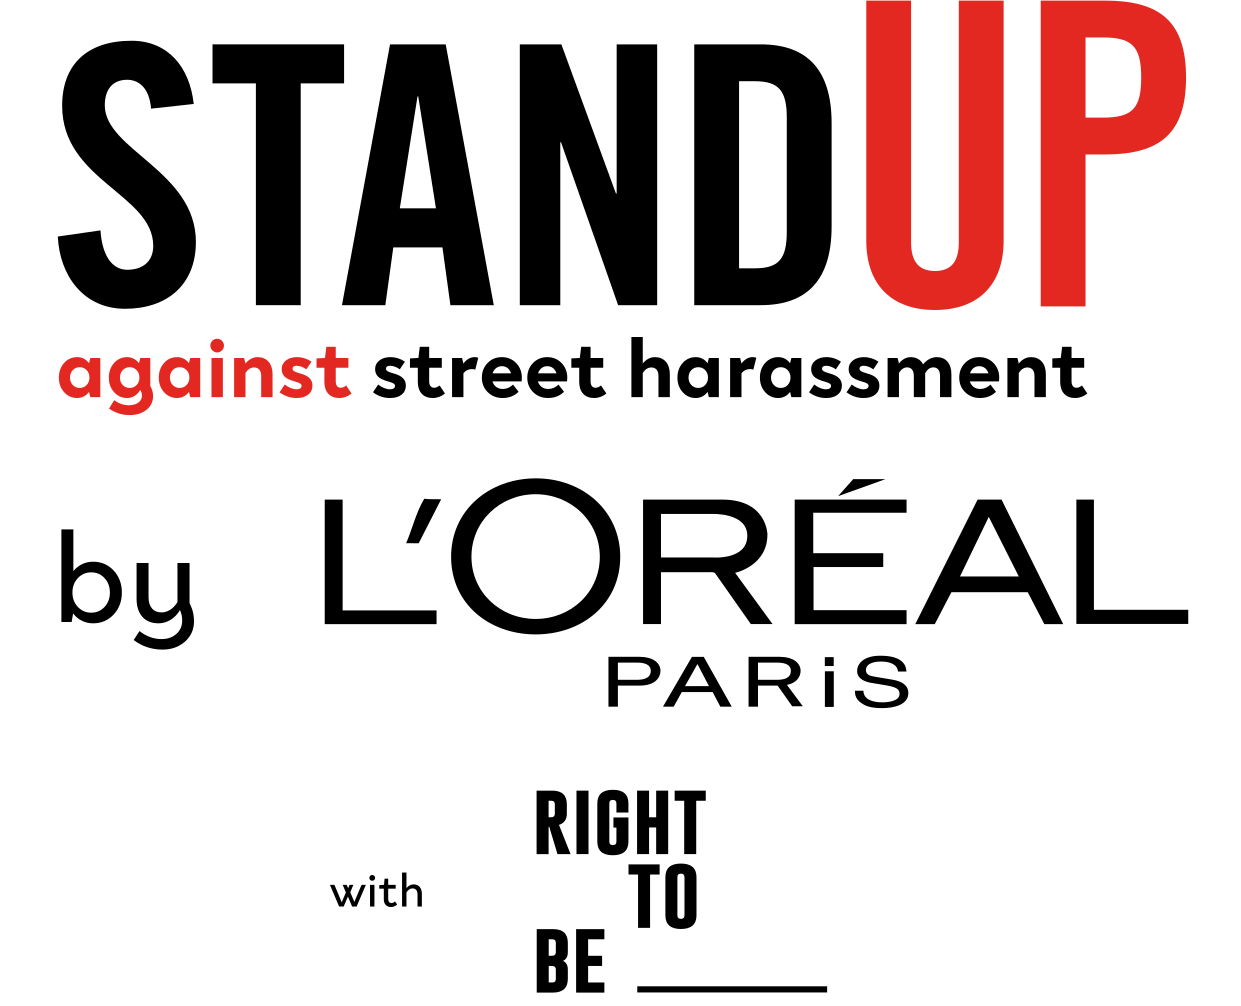 STANDUP
against street harassment
by L'ORÉAL
PARiS
RIGHT
TO
with
BE